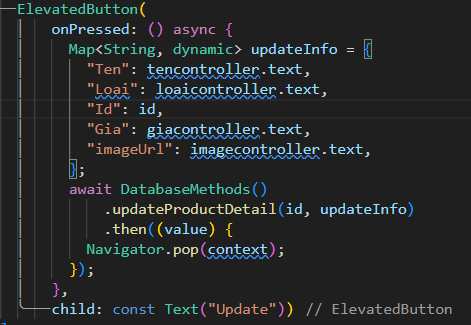 ElevatedButton(
onPressed: () async {
Map<String, dynamic> updateInfo = {
"Ten": tencontroller.text,
"Loai": loaicontroller.text,
"Id": id,
"Gia": giacontroller.text,
"imageUrl": imagecontroller.text,
};
await DatabaseMethods()
.updateProductDetail(id, updateInfo)
.then((value) {
Navigator.pop(context);
});
},
child: const Text("Update")) // ElevatedButton